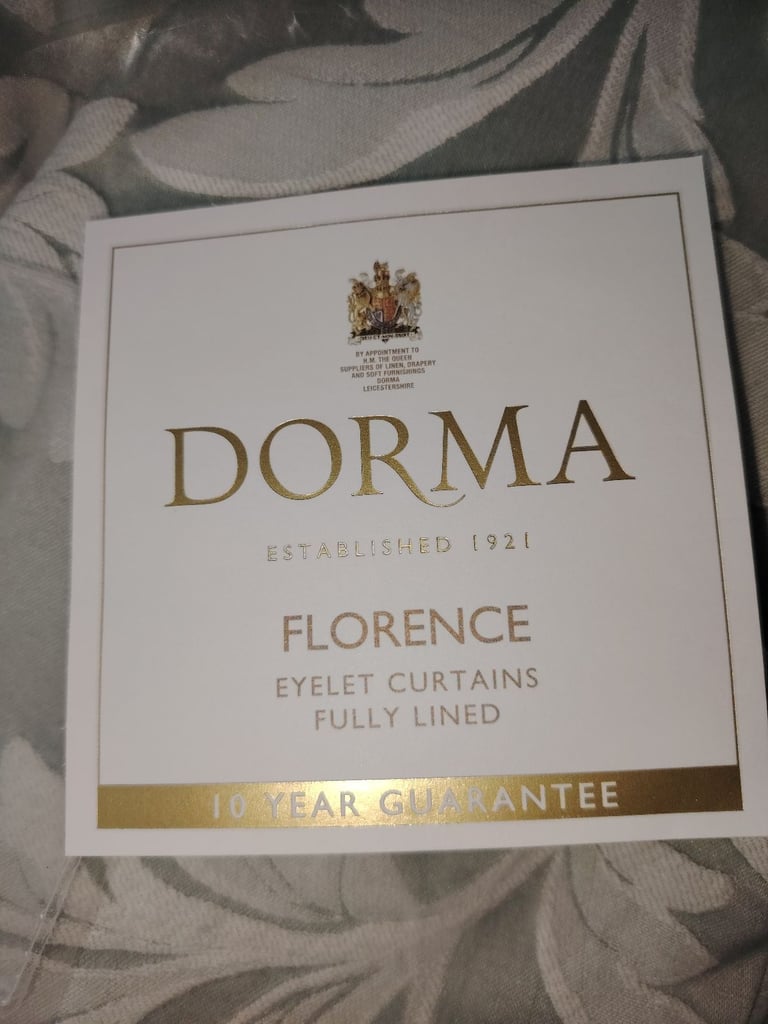 BY APPOINTMENT TO
H.M. THE QUEEN
SUPPLIERS OF LINEN, DRAPERY
AND SOFT FURNISHINGS
DORMA
LEICESTERSHIRE
DORMA
ESTABLISHED 1921
FLORENCE
EYELET CURTAINS
FULLY LINED
10 YEAR GUARANTEE